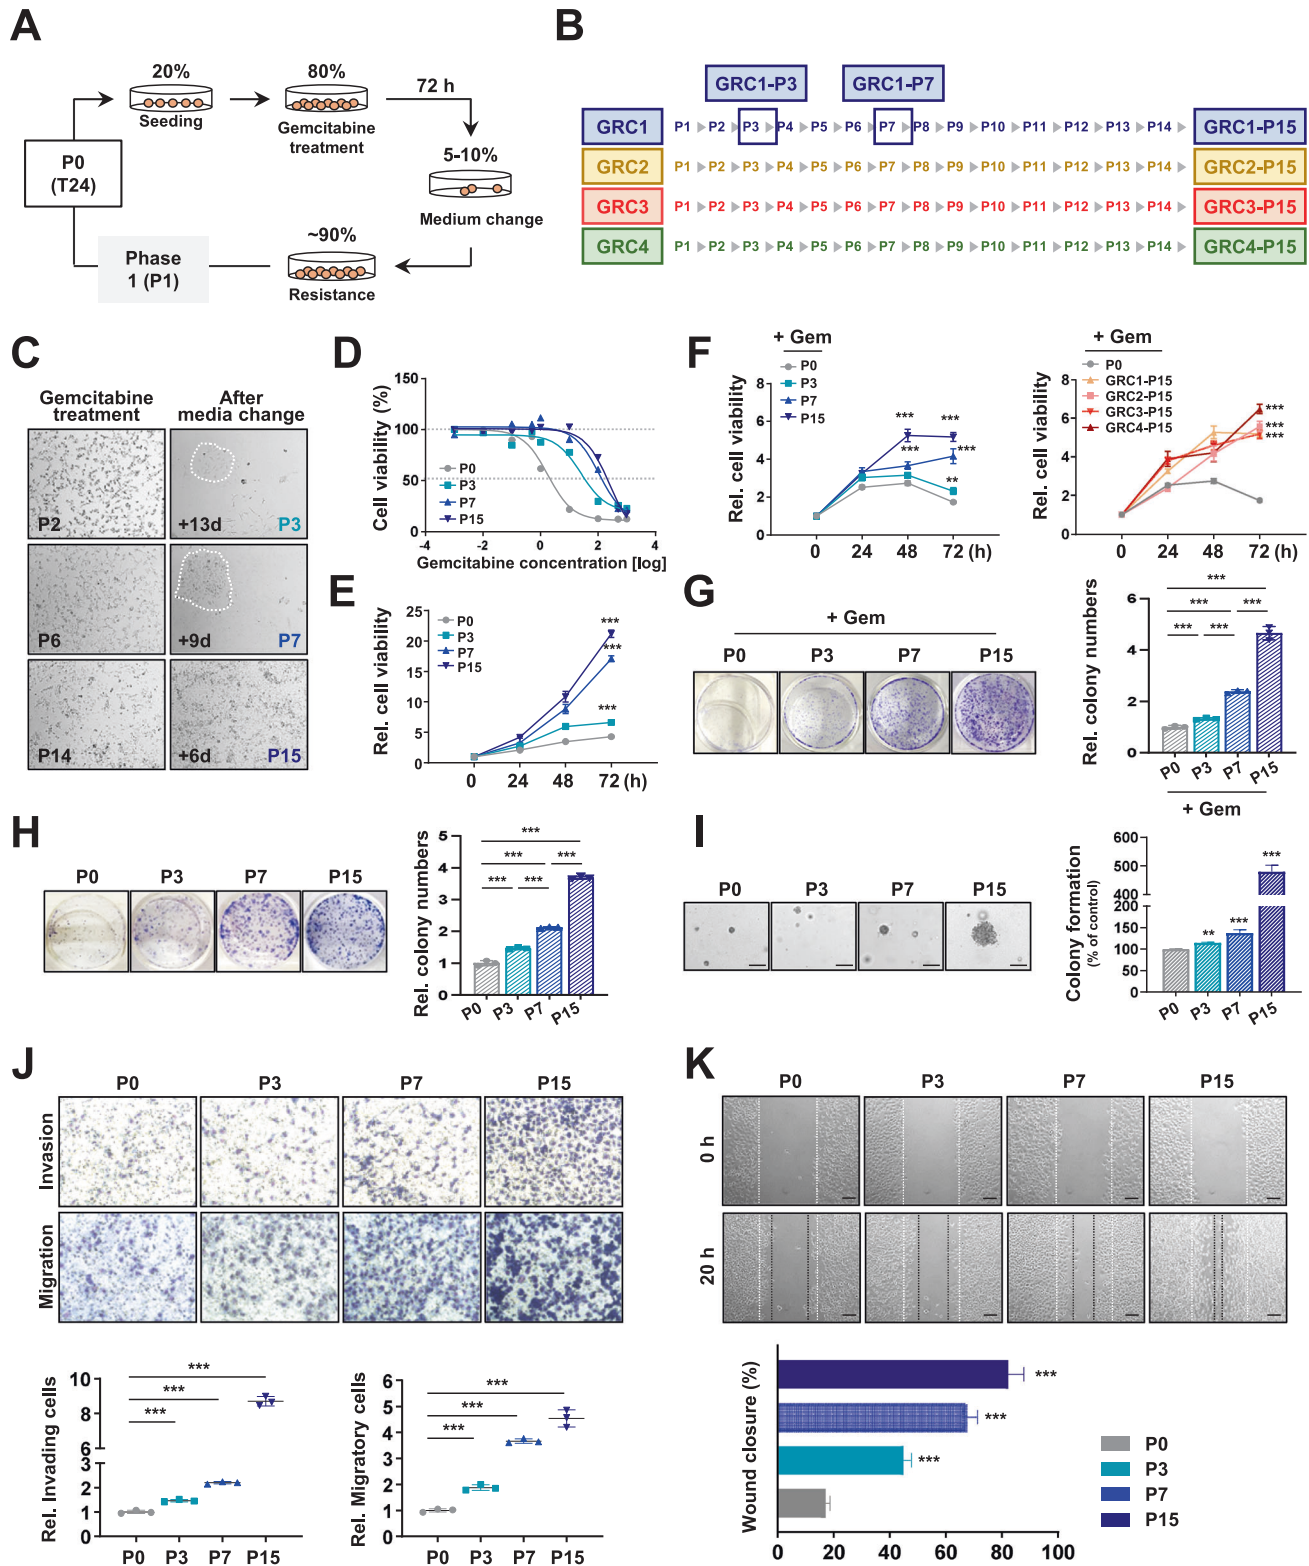 A
20%
Seeding
80%
Gemcitabine
treatment
72 h
5-10%
Medium change
~90%
Resistance
Phase
1 (P1)
P0
(T24)
B
GRC1-P3
GRC1-P7
GRC1 P1 P2 P3 P4 P5 P6 P7 P8 P9 P10 P11 P12 P13 P14 GRC1-P15
GRC2 P1 P2 P3 P4 P5 P6 P7 P8 P9 P10 P11 P12 P13 P14 GRC2-P15
GRC3 P1 P2 P3 P4 P5 P6 P7 P8 P9 P10 P11 P12 P13 P14 GRC3-P15
GRC4 P1 P2 P3 P4 P5 P6 P7 P8 P9 P10 P11 P12 P13 P14 GRC4-P15
C
Gemcitabine
treatment
After
media change
P2
+13d P3
P6
+9d P7
P14
+6d P15
D
Cell viability (%)
150
100
50
0
P0
P3
P7
P15
-4 -2 0 2 4
Gemcitabine concentration [log]
E
Rel. cell viability
25
20
15
10
5
0
P0
P3
P7
P15
***
***
***
0 24 48 72 (h)
F
+ Gem
P0
P3
P7
P15
Rel. cell viability
8
6
4
2
0
*** ***
*** ***
**
0 24 48 72 (h)
+ Gem
P0
GRC1-P15
GRC2-P15
GRC3-P15
GRC4-P15
Rel. cell viability
8
6
4
2
0
***
***
***
0 24 48 72 (h)
G
+ Gem
P0 P3 P7 P15
Rel. colony numbers
6
4
2
0
***
*** ***
*** ***
P0 P3 P7 P15
+ Gem
H
P0 P3 P7 P15
Rel. colony numbers
5
4
3
2
1
0
***
*** ***
*** ***
P0 P3 P7 P15
I
P0 P3 P7 P15
Colony formation
(% of control)
600
500
400
200
150
100
50
0
** *** ***
P0 P3 P7 P15
J
P0 P3 P7 P15
Invasion
Migration
Rel. Invading cells
10
8
6
6
2
1
0
***
***
***
P0 P3 P7 P15
Rel. Migratory cells
6
5
4
3
2
1
0
***
***
***
P0 P3 P7 P15
K
P0 P3 P7 P15
0 h
20 h
Wound closure (%)
***
***
***
0 20 40 60 80 100
P0
P3
P7
P15